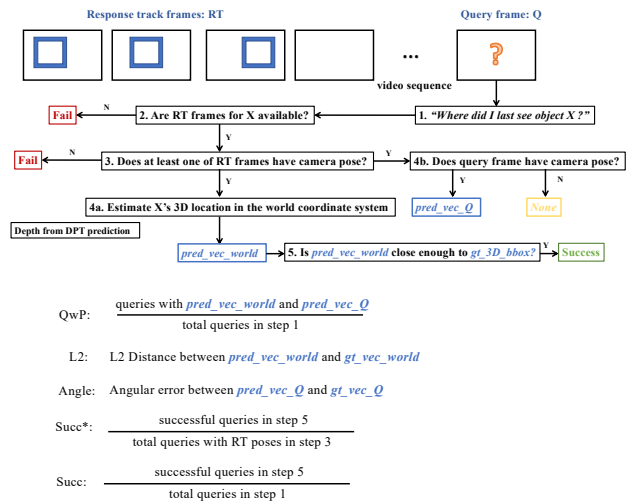 Response track frames: RT
Query frame: Q
...
?
video sequence
Fail
N
2. Are RT frames for X available?
1. "Where did I last see object X ?"
Y
Fail
N
3. Does at least one of RT frames have camera pose?
Y
4b. Does query frame have camera pose?
Y
Y
N
4a. Estimate X's 3D location in the world coordinate system
pred_vec_Q
None
Depth from DPT prediction
Y
pred_vec_world
5. Is pred_vec_world close enough to gt_3D_bbox?
Y
Success
QwP:
queries with pred_vec_world and pred_vec_Q
total queries in step 1
L2: L2 Distance between pred_vec_world and gt_vec_world
Angle: Angular error between pred_vec_Q and gt_vec_Q
Succ*:
successful queries in step 5
total queries with RT poses in step 3
Succ:
successful queries in step 5
total queries in step 1